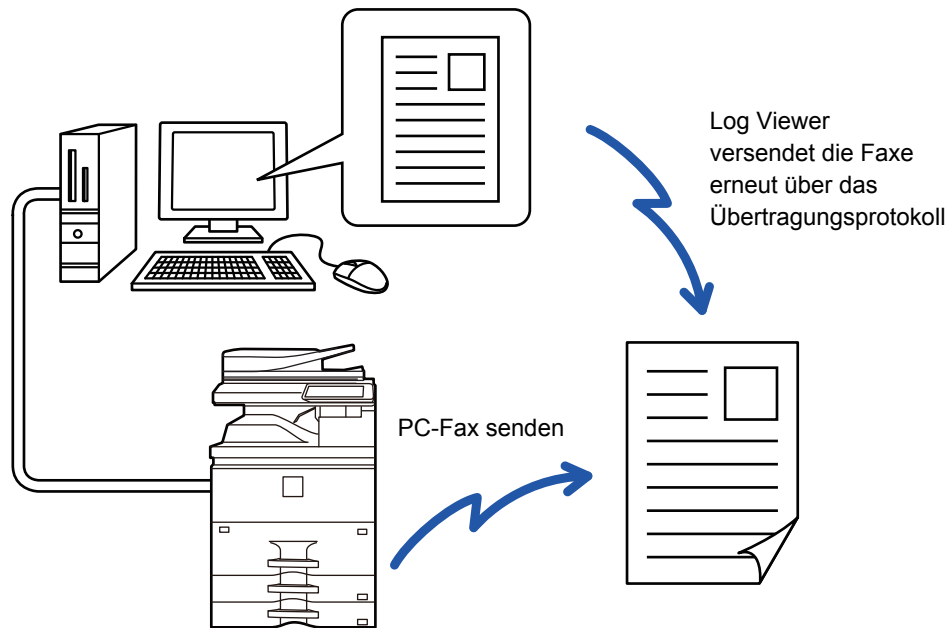 Log Viewer
versendet die Faxe
erneut über das
Übertragungsprotokoll
PC-Fax senden